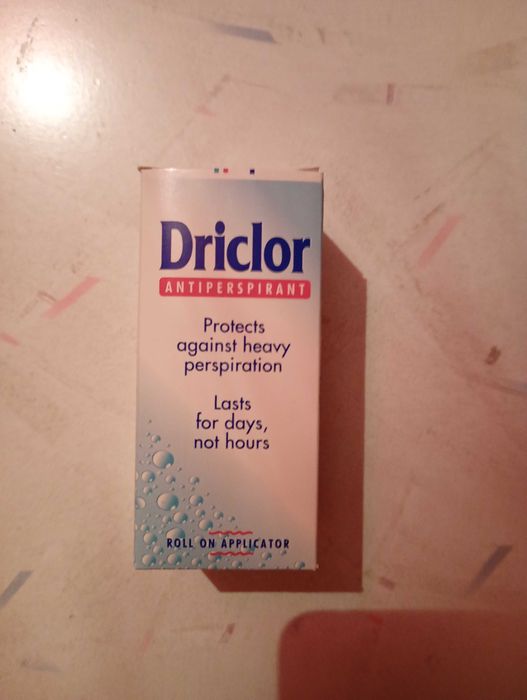 Driclor
ANTIPERSPIRANT
Protects
against heavy
perspiration
Lasts
for days,
not hours
ROLL ON APPLICATOR